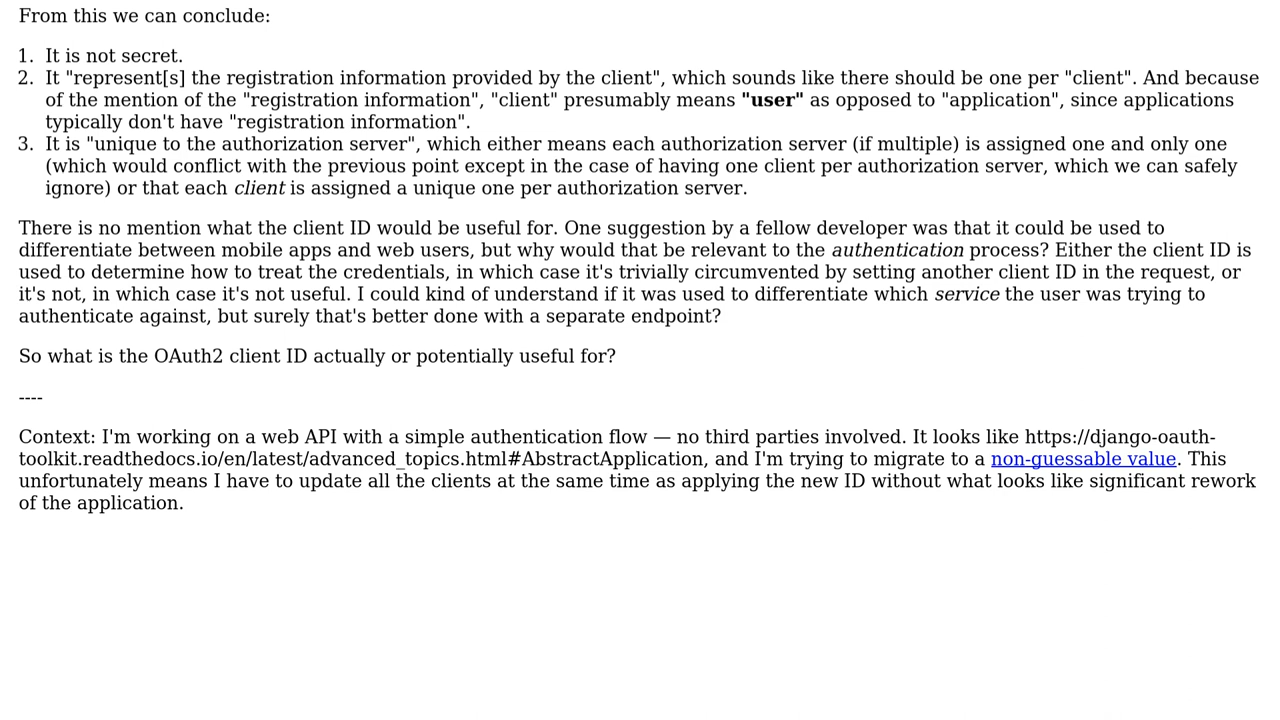 From this we can conclude:
1. It is not secret.
2. It "represent[s] the registration information provided by the client", which sounds like there should be one per "client". And because
of the mention of the "registration information", "client" presumably means "user" as opposed to "application", since applications
typically don't have "registration information".
3. It is "unique to the authorization server", which either means each authorization server (if multiple) is assigned one and only one
(which would conflict with the previous point except in the case of having one client per authorization server, which we can safely
ignore) or that each client is assigned a unique one per authorization server.
There is no mention what the client ID would be useful for. One suggestion by a fellow developer was that it could be used to
differentiate between mobile apps and web users, but why would that be relevant to the authentication process? Either the client ID is
used to determine how to treat the credentials, in which case it's trivially circumvented by setting another client ID in the request, or
it's not, in which case it's not useful. I could kind of understand if it was used to differentiate which service the user was trying to
authenticate against, but surely that's better done with a separate endpoint?
So what is the OAuth2 client ID actually or potentially useful for?
----
Context: I'm working on a web API with a simple authentication flow — no third parties involved. It looks like https://django-oauth-
toolkit.readthedocs.io/en/latest/advanced_topics.html#AbstractApplication, and I'm trying to migrate to a non-guessable value. This
unfortunately means I have to update all the clients at the same time as applying the new ID without what looks like significant rework
of the application.